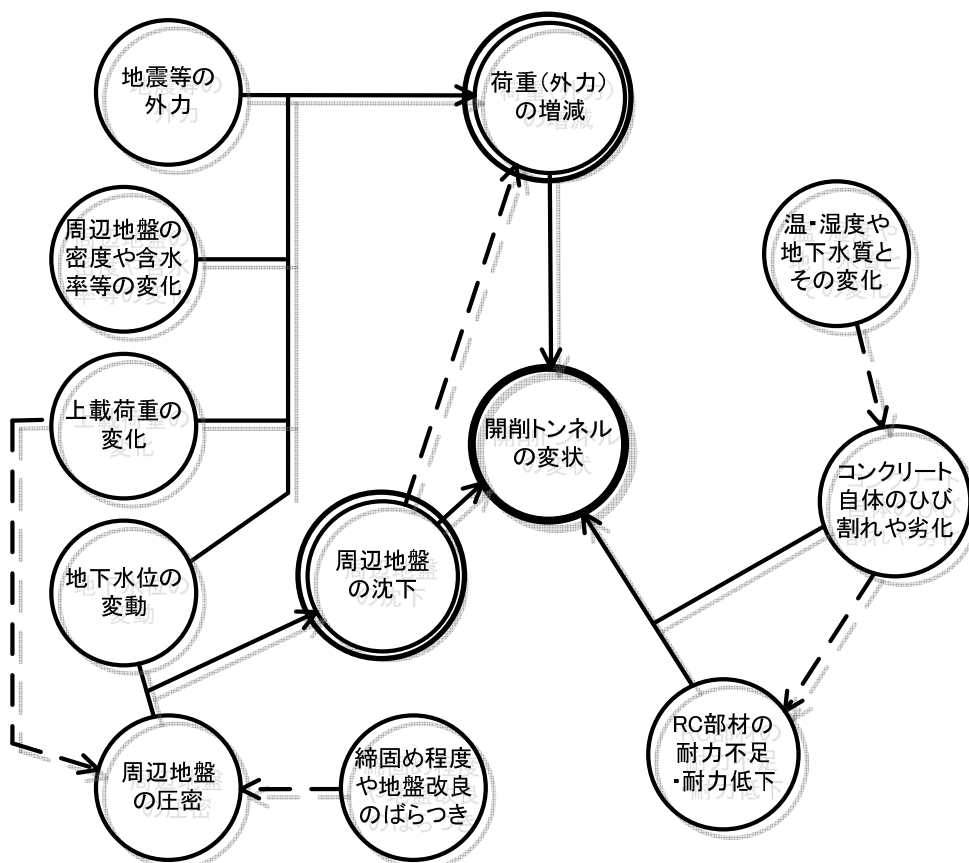 地震等の
外力
荷重(外力)
の増減
周辺地盤の
密度や含水
率等の変化
温・湿度や
地下水質と
その変化
上載荷重の
変化
開削トンネル
の変状
コンクリート
自体のひび
割れや劣化
地下水位の
変動
周辺地盤
の沈下
RC部材の
耐力不足
・耐力低下
周辺地盤
の圧密
締固め程度
や地盤改良
のばらつき